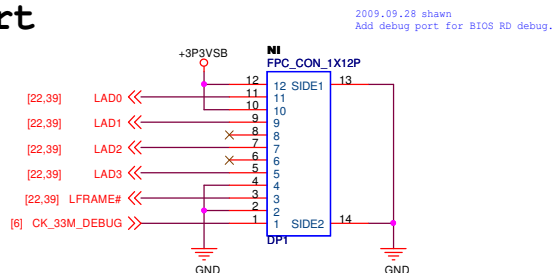 rt
2009.09.28 shawn
Add debug port for BIOS RD debug.
+3P3VSB
NI
FPC_CON_1X12P
12 12 SIDE1 13
[22,39] LAD0 11 11
10 10
[22,39] LAD1 9 9
8 8
[22,39] LAD2 7 7
6 6
[22,39] LAD3 5 5
4 4
[22,39] LFRAME# 3 3
2 2
[6] CK_33M_DEBUG 1 1 SIDE2 14
DP1
GND GND